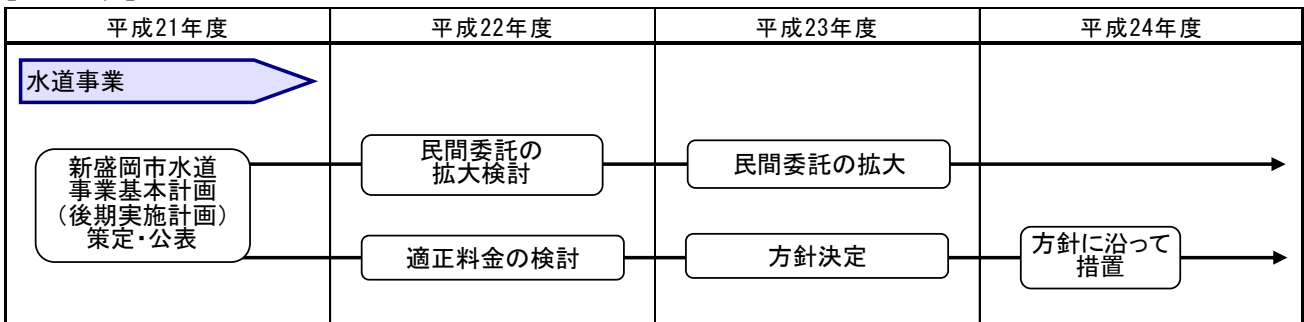 平成21年度
平成22年度
平成23年度
平成24年度
水道事業
新盛岡市水道
事業基本計画
（後期実施計画）
策定・公表
民間委託の
拡大検討
民間委託の拡大
適正料金の検討
方針決定
方針に沿って
措置